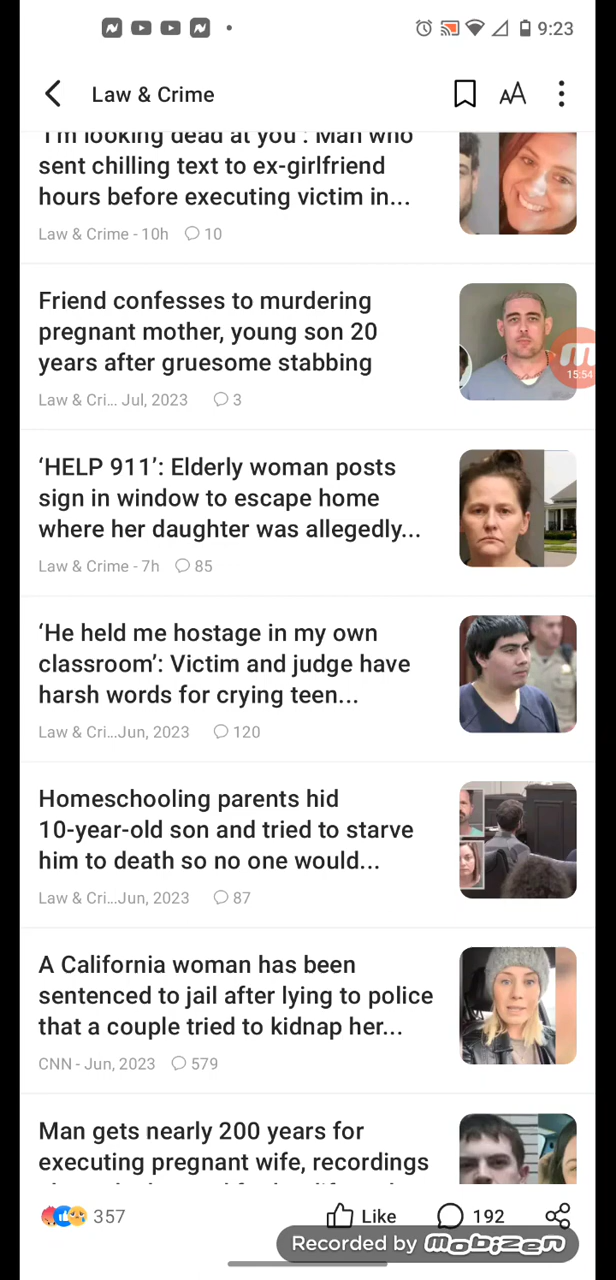 9:23
Law & Crime
AA
'I'm looking dead at you': Man who
sent chilling text to ex-girlfriend
hours before executing victim in...
Law & Crime - 10h 10
Friend confesses to murdering
pregnant mother, young son 20
years after gruesome stabbing
Law & Cri... Jul, 2023 3
15:54
‘HELP 911’: Elderly woman posts
sign in window to escape home
where her daughter was allegedly...
Law & Crime - 7h 85
‘He held me hostage in my own
classroom’: Victim and judge have
harsh words for crying teen...
Law & Cri...Jun, 2023 120
Homeschooling parents hid
10-year-old son and tried to starve
him to death so no one would...
Law & Cri...Jun, 2023 87
A California woman has been
sentenced to jail after lying to police
that a couple tried to kidnap her...
CNN - Jun, 2023 579
Man gets nearly 200 years for
executing pregnant wife, recordings
357 Like 192
Recorded by mobizen